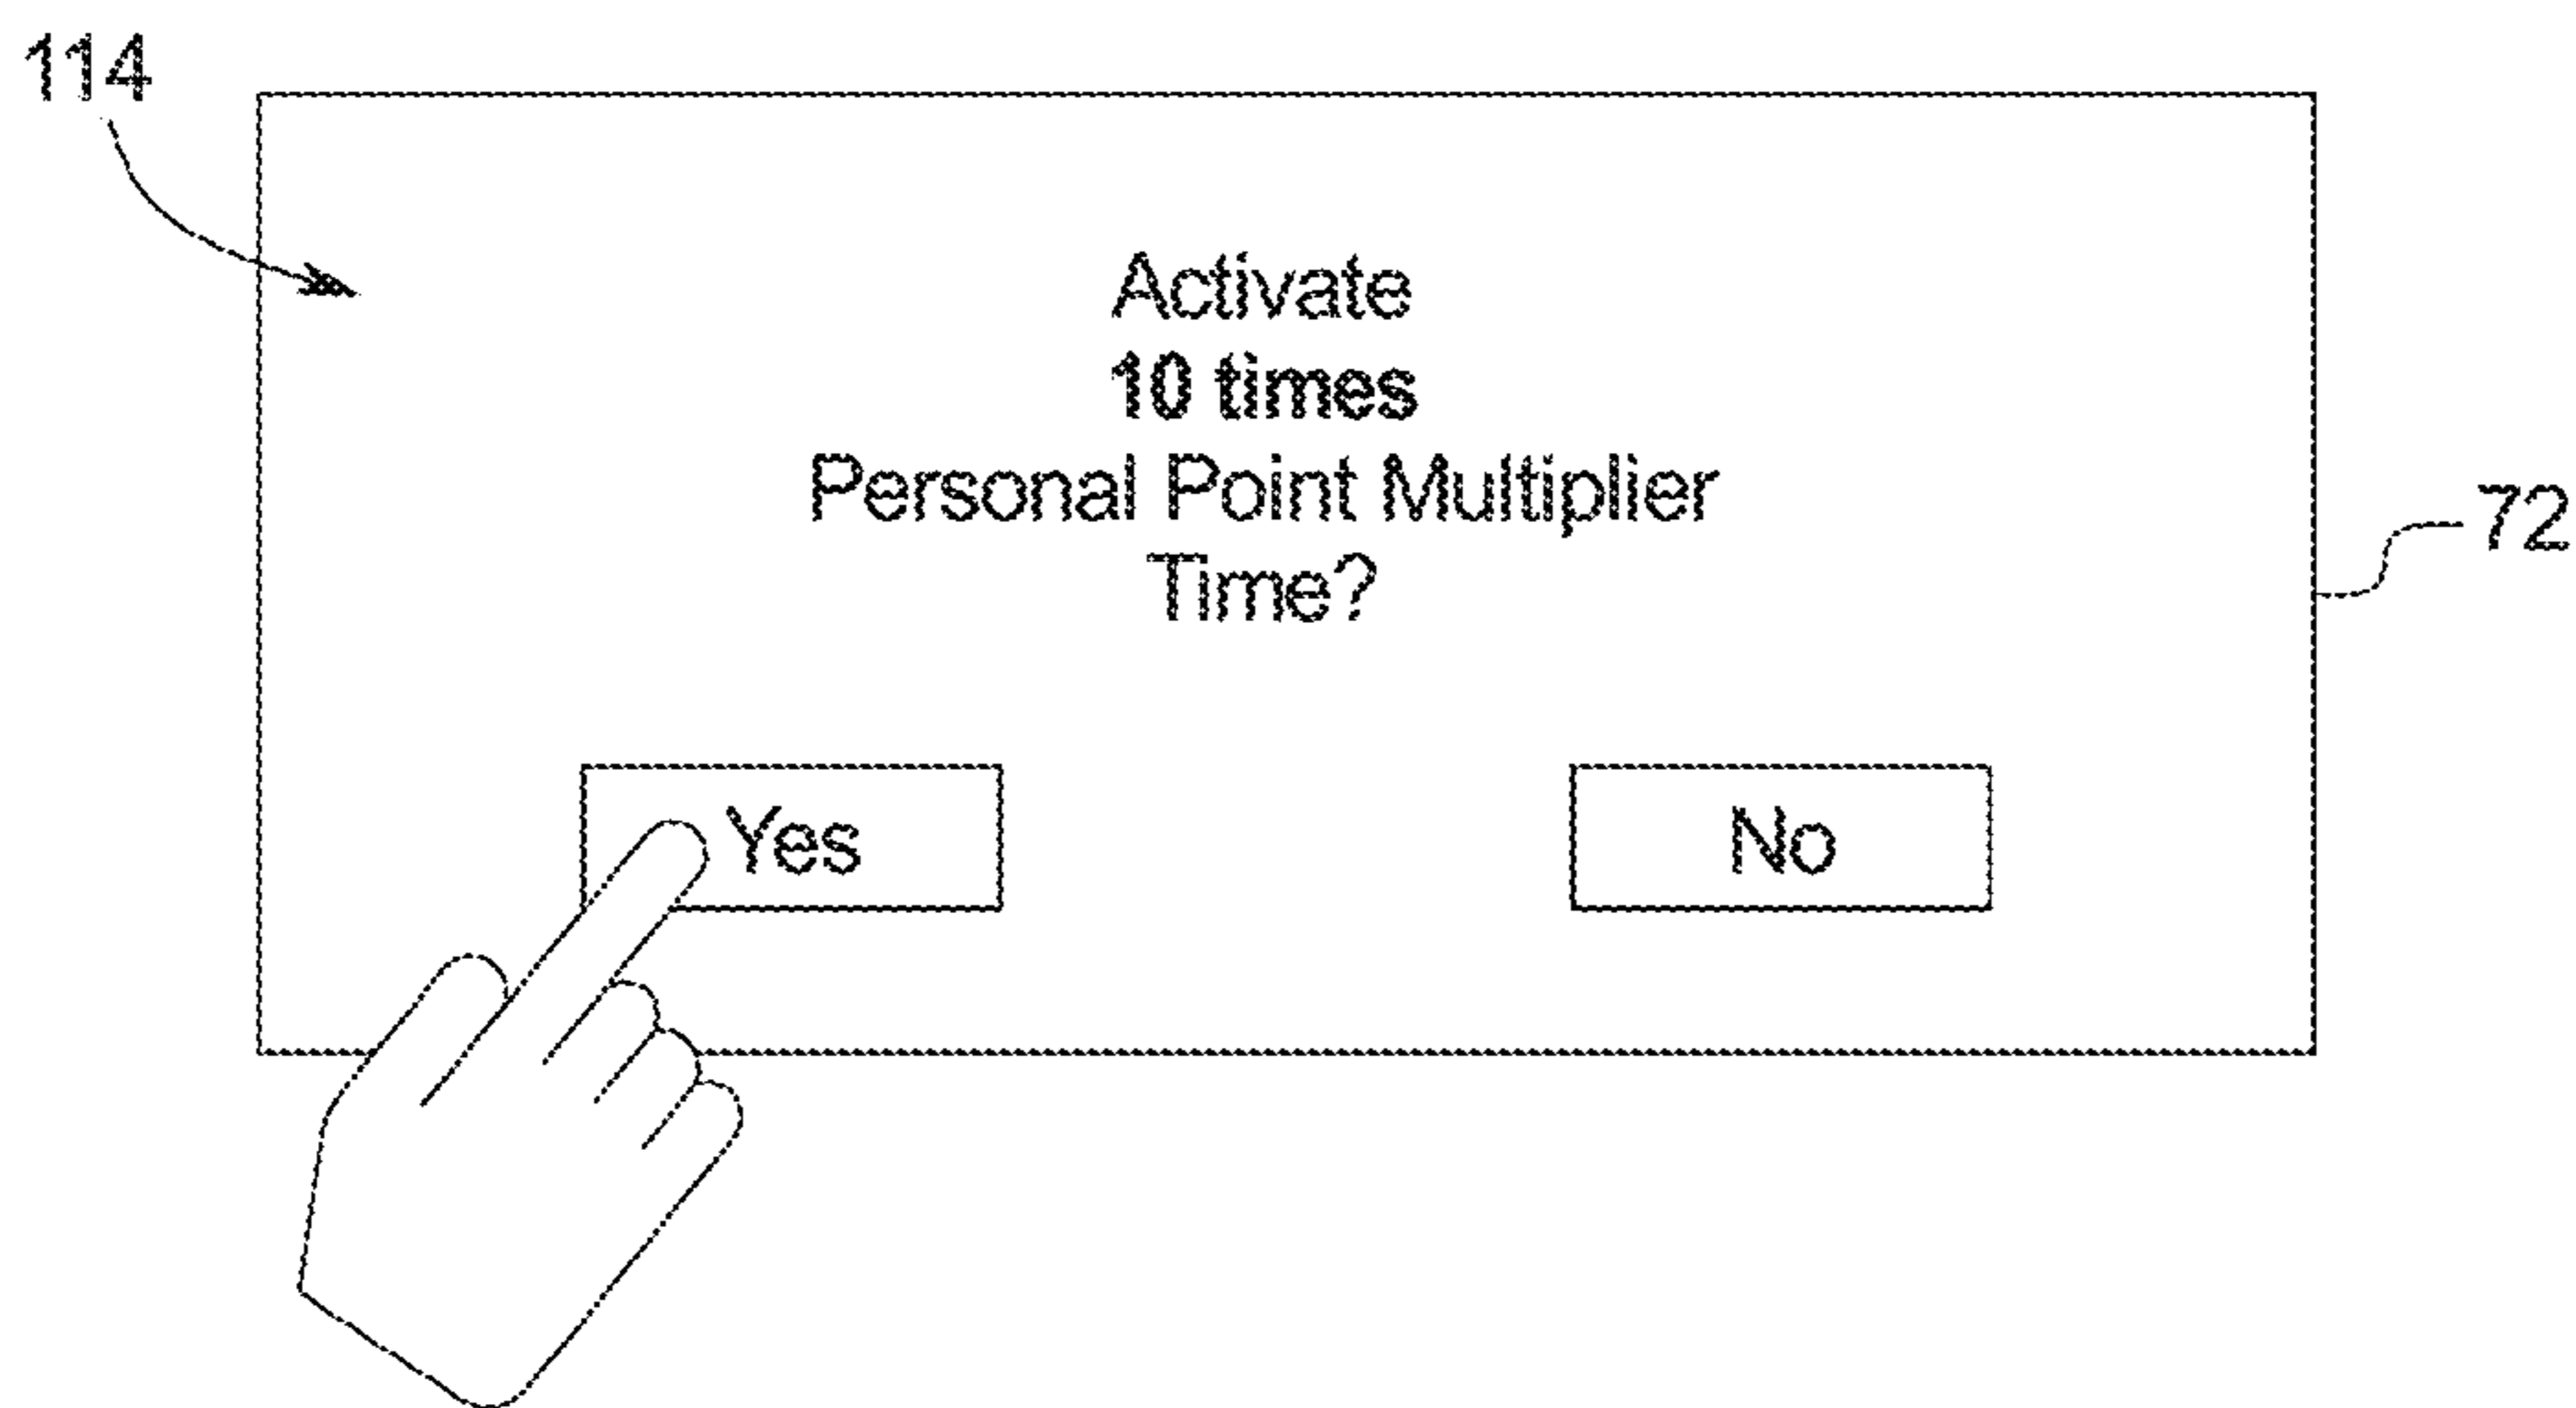 114
Activate
10 times
Personal Point Multiplier
Time?
72
Yes
No